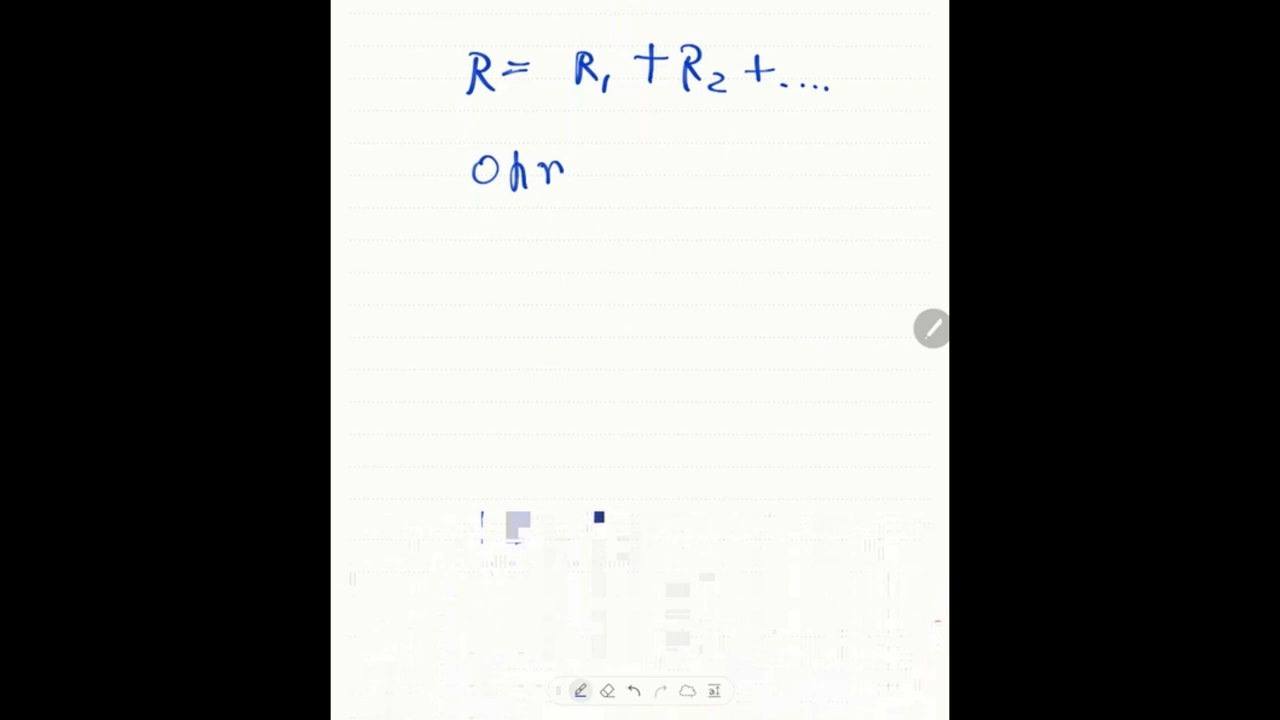 R = R₁ + R₂ + ....
Ohr